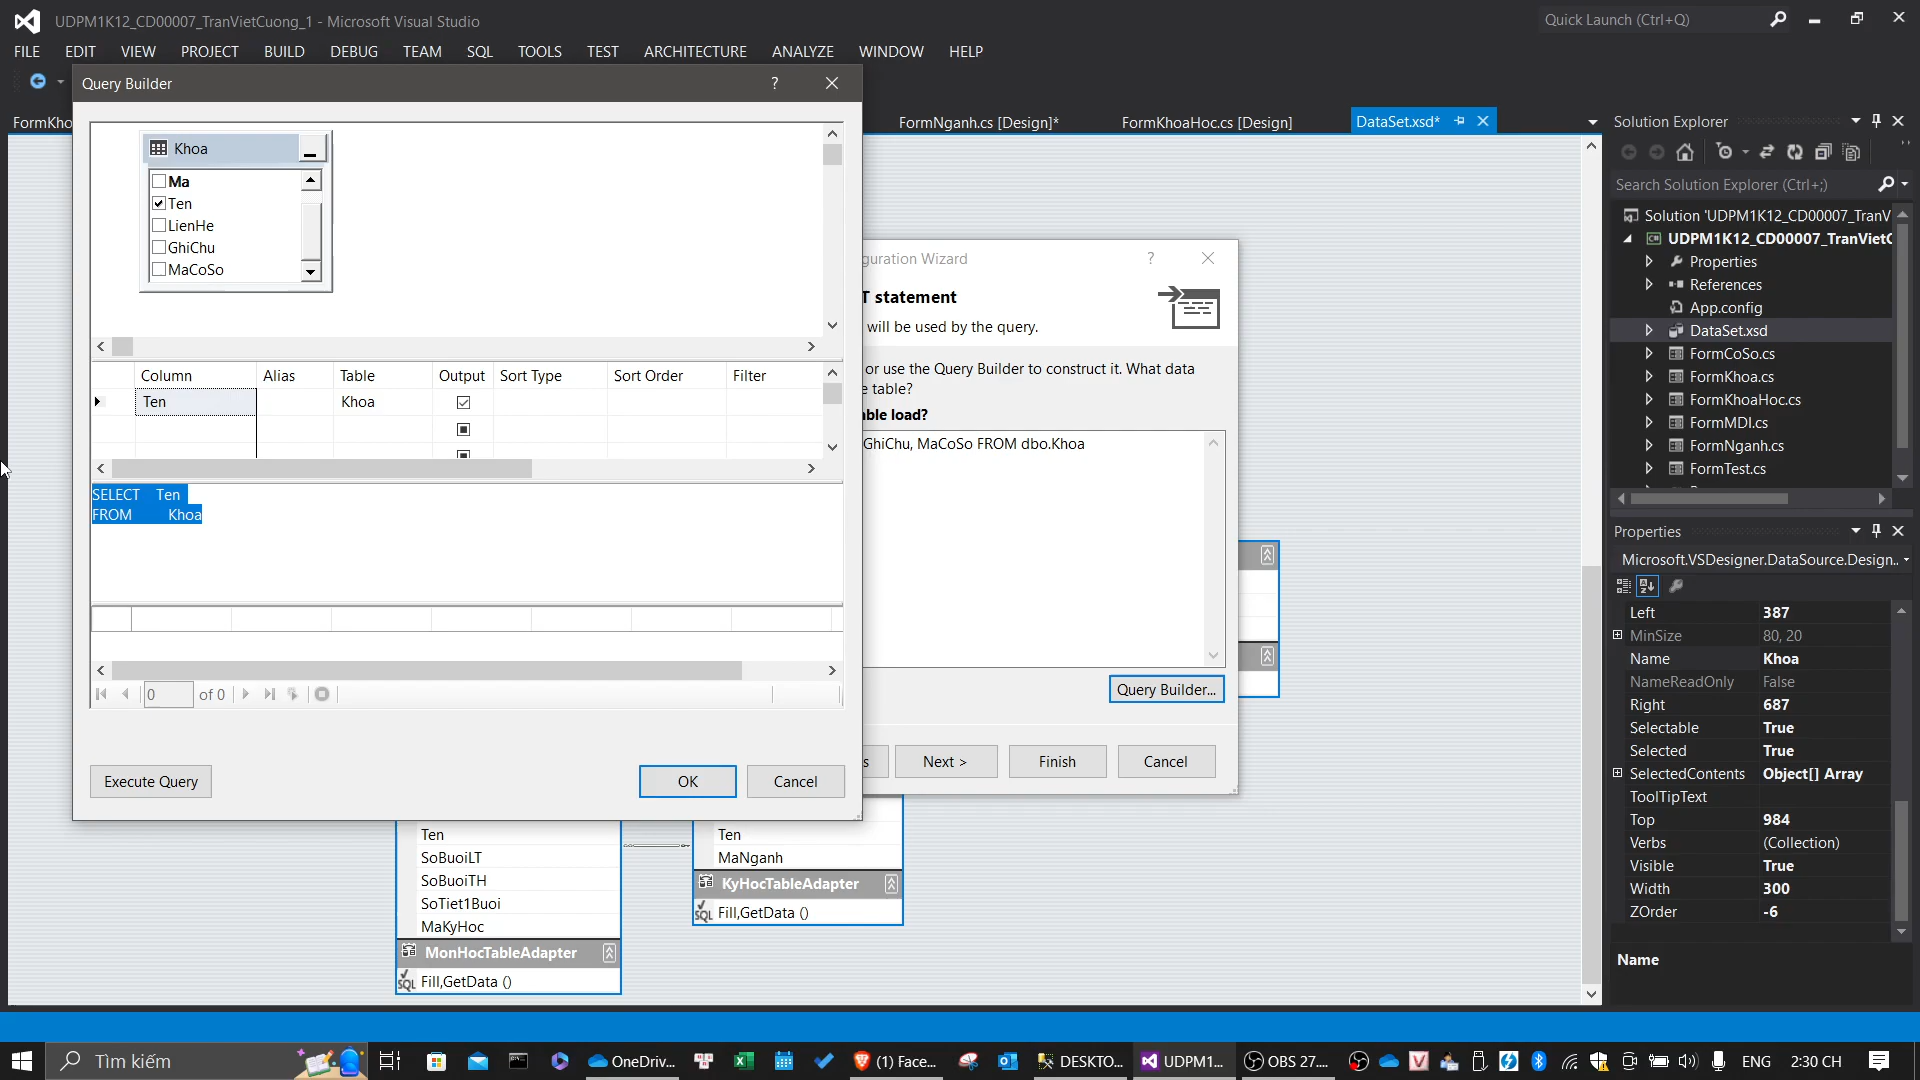 UDPM1K12_CD00007_TranVietCuong_1 - Microsoft Visual Studio
Quick Launch (Ctrl+Q)
FILE EDIT VIEW PROJECT BUILD DEBUG TEAM SQL TOOLS TEST ARCHITECTURE ANALYZE WINDOW HELP
Query Builder
?
FormKho
FormNganh.cs [Design]*
FormKhoaHoc.cs [Design]
DataSet.xsd*
Khoa
Ma
Ten
LienHe
GhiChu
MaCoSo
Column Alias Table Output Sort Type Sort Order Filter
Ten Khoa
SELECT Ten
FROM Khoa
0 of 0
Execute Query
OK
Cancel
guration Wizard
?
T statement
will be used by the query.
or use the Query Builder to construct it. What data
e table?
able load?
GhiChu, MaCoSo FROM dbo.Khoa
Query Builder...
s
Next >
Finish
Cancel
Ten
SoBuoiLT
SoBuoiTH
SoTiet1Buoi
MaKyHoc
MonHocTableAdapter
SQL Fill,GetData ()
Ten
MaNganh
KyHocTableAdapter
SQL Fill,GetData ()
Solution Explorer
Search Solution Explorer (Ctrl+;)
Solution 'UDPM1K12_CD00007_TranV
UDPM1K12_CD00007_TranVietC
Properties
References
App.config
DataSet.xsd
FormCoSo.cs
FormKhoa.cs
FormKhoaHoc.cs
FormMDI.cs
FormNganh.cs
FormTest.cs
Properties
Microsoft.VSDesigner.DataSource.Design..
Left 387
MinSize 80, 20
Name Khoa
NameReadOnly False
Right 687
Selectable True
Selected True
SelectedContents Object[] Array
ToolTipText
Top 984
Verbs (Collection)
Visible True
Width 300
ZOrder -6
Name
Tìm kiếm
OneDriv...
(1) Face...
DESKTO...
UDPM1...
OBS 27....
ENG
2:30 CH